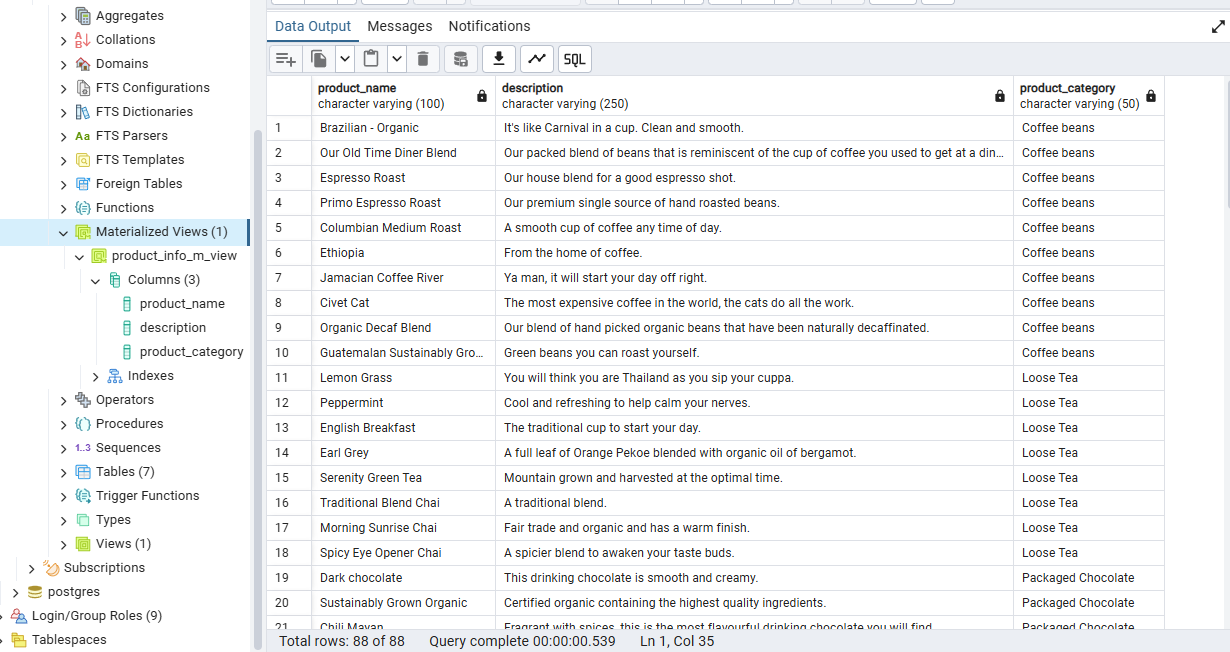 Aggregates
Collations
Domains
FTS Configurations
FTS Dictionaries
Aa FTS Parsers
FTS Templates
Foreign Tables
Functions
Materialized Views (1)
product_info_m_view
Columns (3)
product_name
description
product_category
Indexes
Operators
Procedures
1..3 Sequences
Tables (7)
Trigger Functions
Types
Views (1)
Subscriptions
postgres
Login/Group Roles (9)
Tablespaces
Data Output Messages Notifications
SQL
product_name description product_category
character varying (100) character varying (250) character varying (50)
1 Brazilian - Organic It's like Carnival in a cup. Clean and smooth. Coffee beans
2 Our Old Time Diner Blend Our packed blend of beans that is reminiscent of the cup of coffee you used to get at a din... Coffee beans
3 Espresso Roast Our house blend for a good espresso shot. Coffee beans
4 Primo Espresso Roast Our premium single source of hand roasted beans. Coffee beans
5 Columbian Medium Roast A smooth cup of coffee any time of day. Coffee beans
6 Ethiopia From the home of coffee. Coffee beans
7 Jamacian Coffee River Ya man, it will start your day off right. Coffee beans
8 Civet Cat The most expensive coffee in the world, the cats do all the work. Coffee beans
9 Organic Decaf Blend Our blend of hand picked organic beans that have been naturally decaffinated. Coffee beans
10 Guatemalan Sustainably Gro... Green beans you can roast yourself. Coffee beans
11 Lemon Grass You will think you are Thailand as you sip your cuppa. Loose Tea
12 Peppermint Cool and refreshing to help calm your nerves. Loose Tea
13 English Breakfast The traditional cup to start your day. Loose Tea
14 Earl Grey A full leaf of Orange Pekoe blended with organic oil of bergamot. Loose Tea
15 Serenity Green Tea Mountain grown and harvested at the optimal time. Loose Tea
16 Traditional Blend Chai A traditional blend. Loose Tea
17 Morning Sunrise Chai Fair trade and organic and has a warm finish. Loose Tea
18 Spicy Eye Opener Chai A spicier blend to awaken your taste buds. Loose Tea
19 Dark chocolate This drinking chocolate is smooth and creamy. Packaged Chocolate
20 Sustainably Grown Organic Certified organic containing the highest quality ingredients. Packaged Chocolate
21 Chili Mayan Fragrant with spices, this is the most flavourful drinking chocolate you will find. Packaged Chocolate
Total rows: 88 of 88 Query complete 00:00:00.539 Ln 1, Col 35